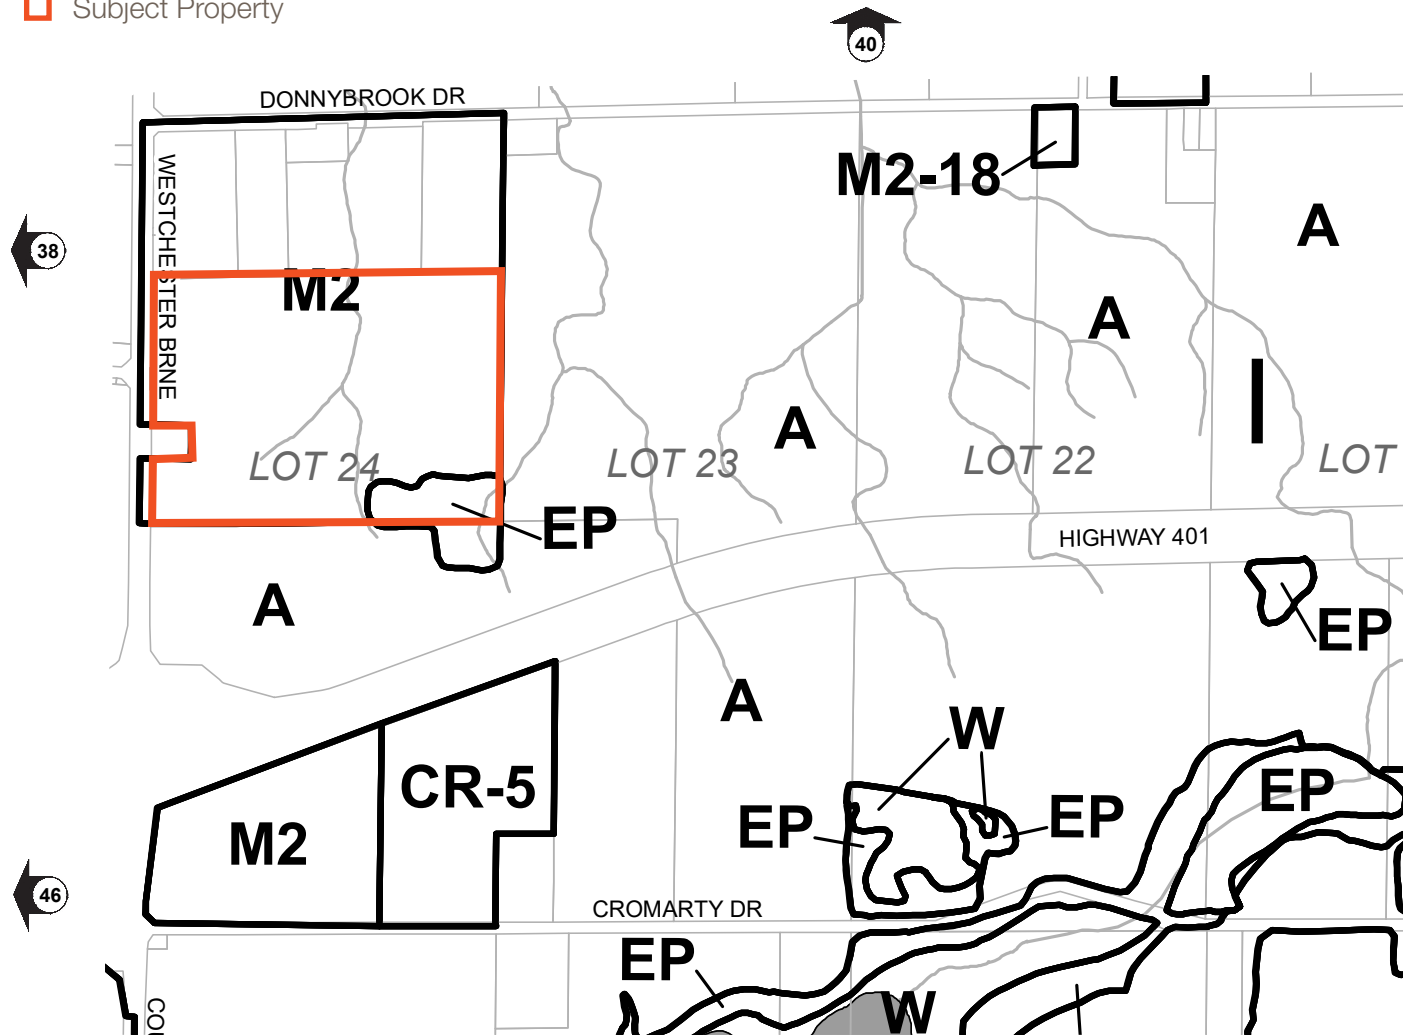 Subject Property
40
DONNYBROOK DR
M2-18
WESTCHESTER BRNE
A
38
M2
A
A
LOT 24
LOT 23
LOT 22
LOT
EP
HIGHWAY 401
A
EP
A
W
CR-5
EP
M2
EP
EP
46
CROMARTY DR
EP
W